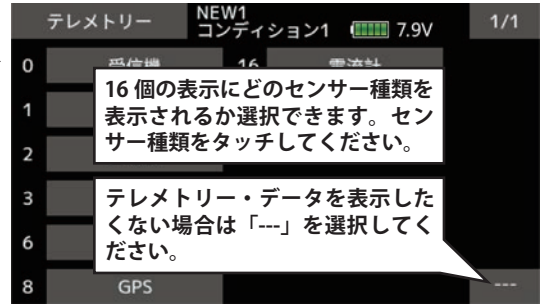 テレメトリー
NEW1
コンディション1
7.9V
1/1
0
受信機
16
電流計
16 個の表示にどのセンサー種類を
表示されるか選択できます。セン
サー種類をタッチしてください。
1
2
3
テレメトリー・データを表示した
くない場合は「---」を選択してく
ださい。
6
8
GPS
---